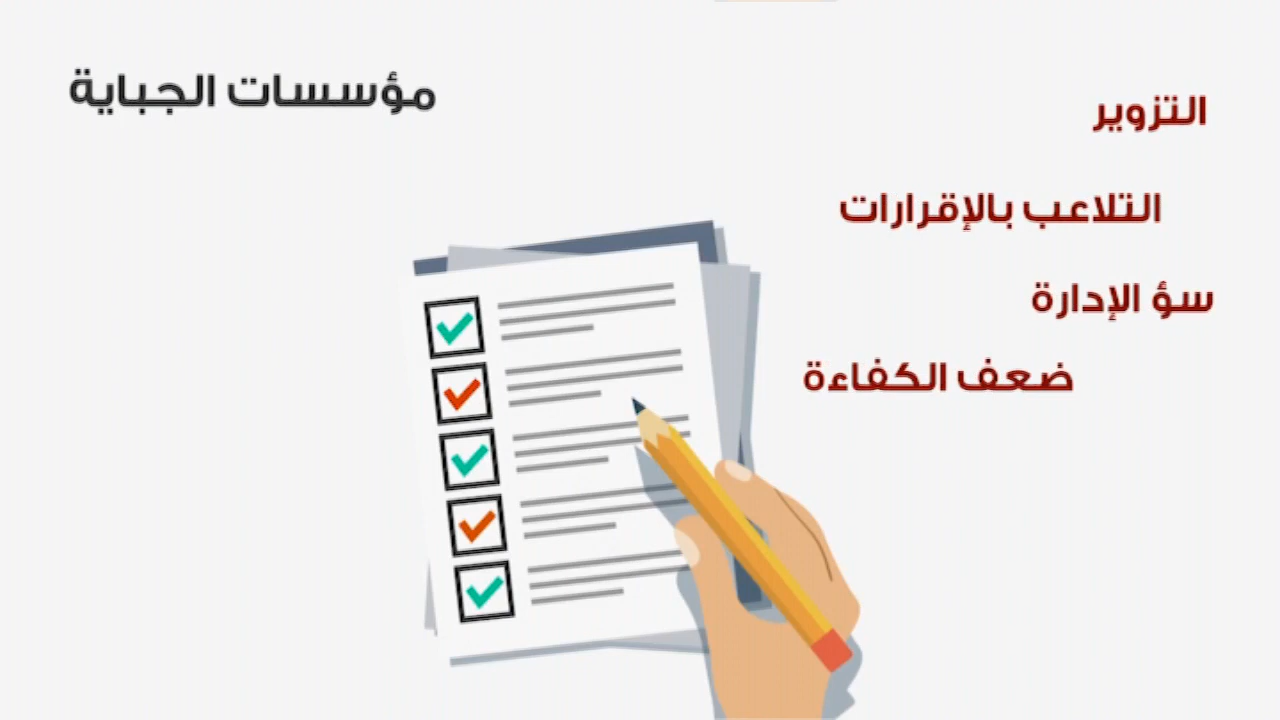 مؤسسات الجباية
التزوير
التلاعب بالإقرارات
سؤ الإدارة
ضعف الكفاءة